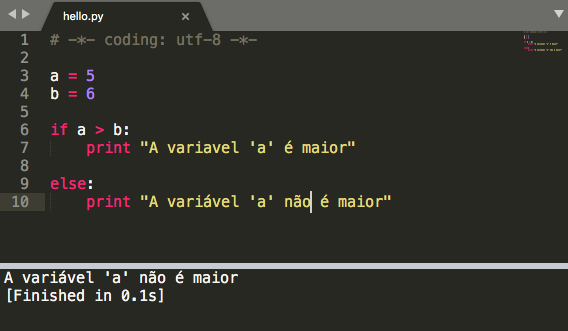 hello.py ×
1 # -*- coding: utf-8 -*-
2
3 a = 5
4 b = 6
5
6 if a > b:
7     print "A variavel 'a' é maior"
8
9 else:
10     print "A variável 'a' não é maior"
A variável 'a' não é maior
[Finished in 0.1s]